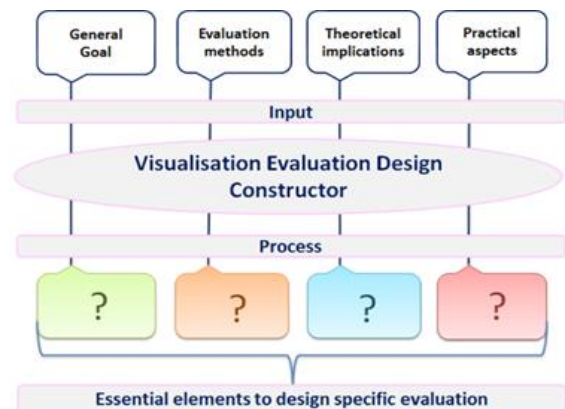 General
Goal
Evaluation
methods
Theoretical
implications
Practical
aspects
Input
Visualisation Evaluation Design
Constructor
Process
? ? ? ?
Essential elements to design specific evaluation